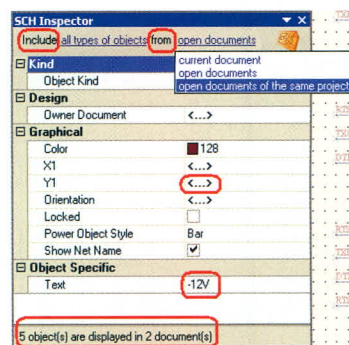 SCH Inspector
Include all types of objects from open documents
current document
open documents
open documents of the same project
Kind
Object Kind
Design
Owner Document <...>
Graphical
Color 128
X1 <...>
Y1 <...>
Orientation <...>
Locked
Power Object Style Bar
Show Net Name
Object Specific
Text -12V
5 object(s) are displayed in 2 document(s)